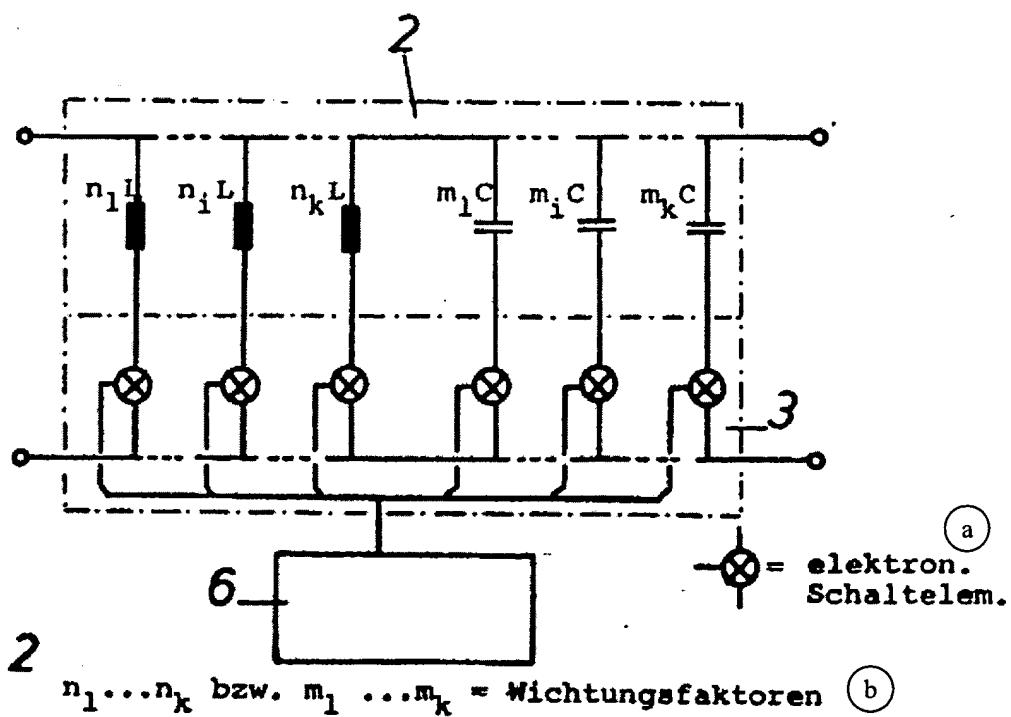 2
n₁L nᵢL nₖL m₁C mᵢC mₖC
3
a
= elektron.
Schaltelem.
6
2
n₁...nₖ bzw. m₁ ...mₖ = Wichtungsfaktoren b